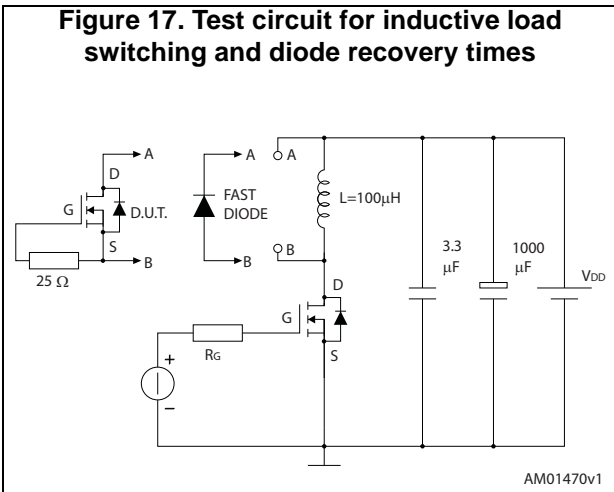 Figure 17. Test circuit for inductive load
switching and diode recovery times
A
D
G
D.U.T.
S
B
25 Ω
A
FAST
DIODE
B
A
L=100μH
B
D
G
S
RG
+
–
3.3
μF
1000
μF
VDD
AM01470v1